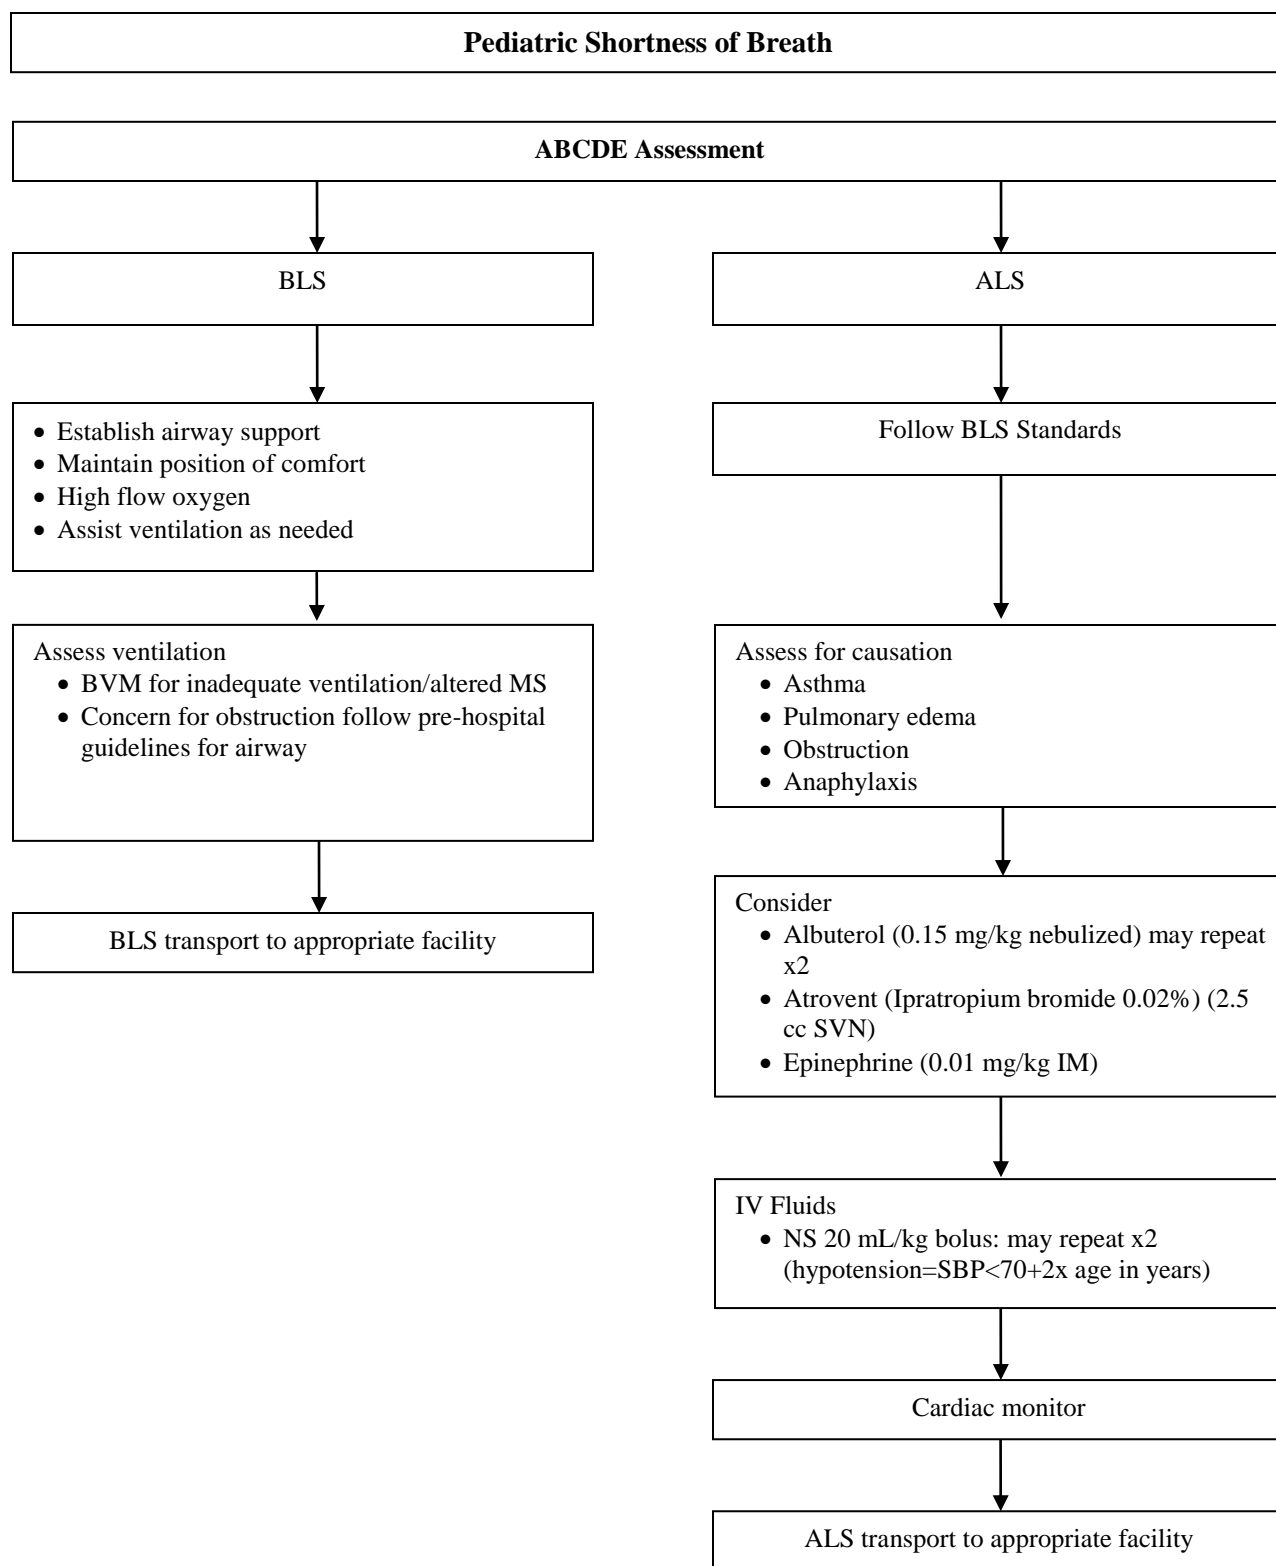 Pediatric Shortness of Breath
ABCDE Assessment
BLS
• Establish airway support
• Maintain position of comfort
• High flow oxygen
• Assist ventilation as needed
Assess ventilation
• BVM for inadequate ventilation/altered MS
• Concern for obstruction follow pre-hospital
guidelines for airway
BLS transport to appropriate facility
ALS
Follow BLS Standards
Assess for causation
• Asthma
• Pulmonary edema
• Obstruction
• Anaphylaxis
Consider
• Albuterol (0.15 mg/kg nebulized) may repeat
x2
• Atrovent (Ipratropium bromide 0.02%) (2.5
cc SVN)
• Epinephrine (0.01 mg/kg IM)
IV Fluids
• NS 20 mL/kg bolus: may repeat x2
(hypotension=SBP<70+2x age in years)
Cardiac monitor
ALS transport to appropriate facility